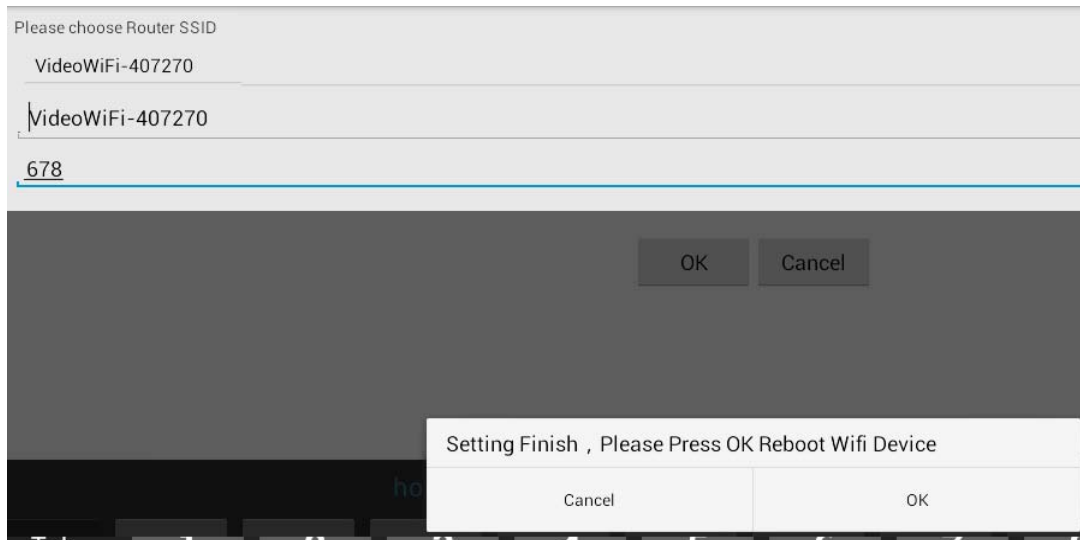 Please choose Router SSID
VideoWiFi-407270
VideoWiFi-407270
678
OK Cancel
Setting Finish , Please Press OK Reboot Wifi Device
ho
Cancel OK